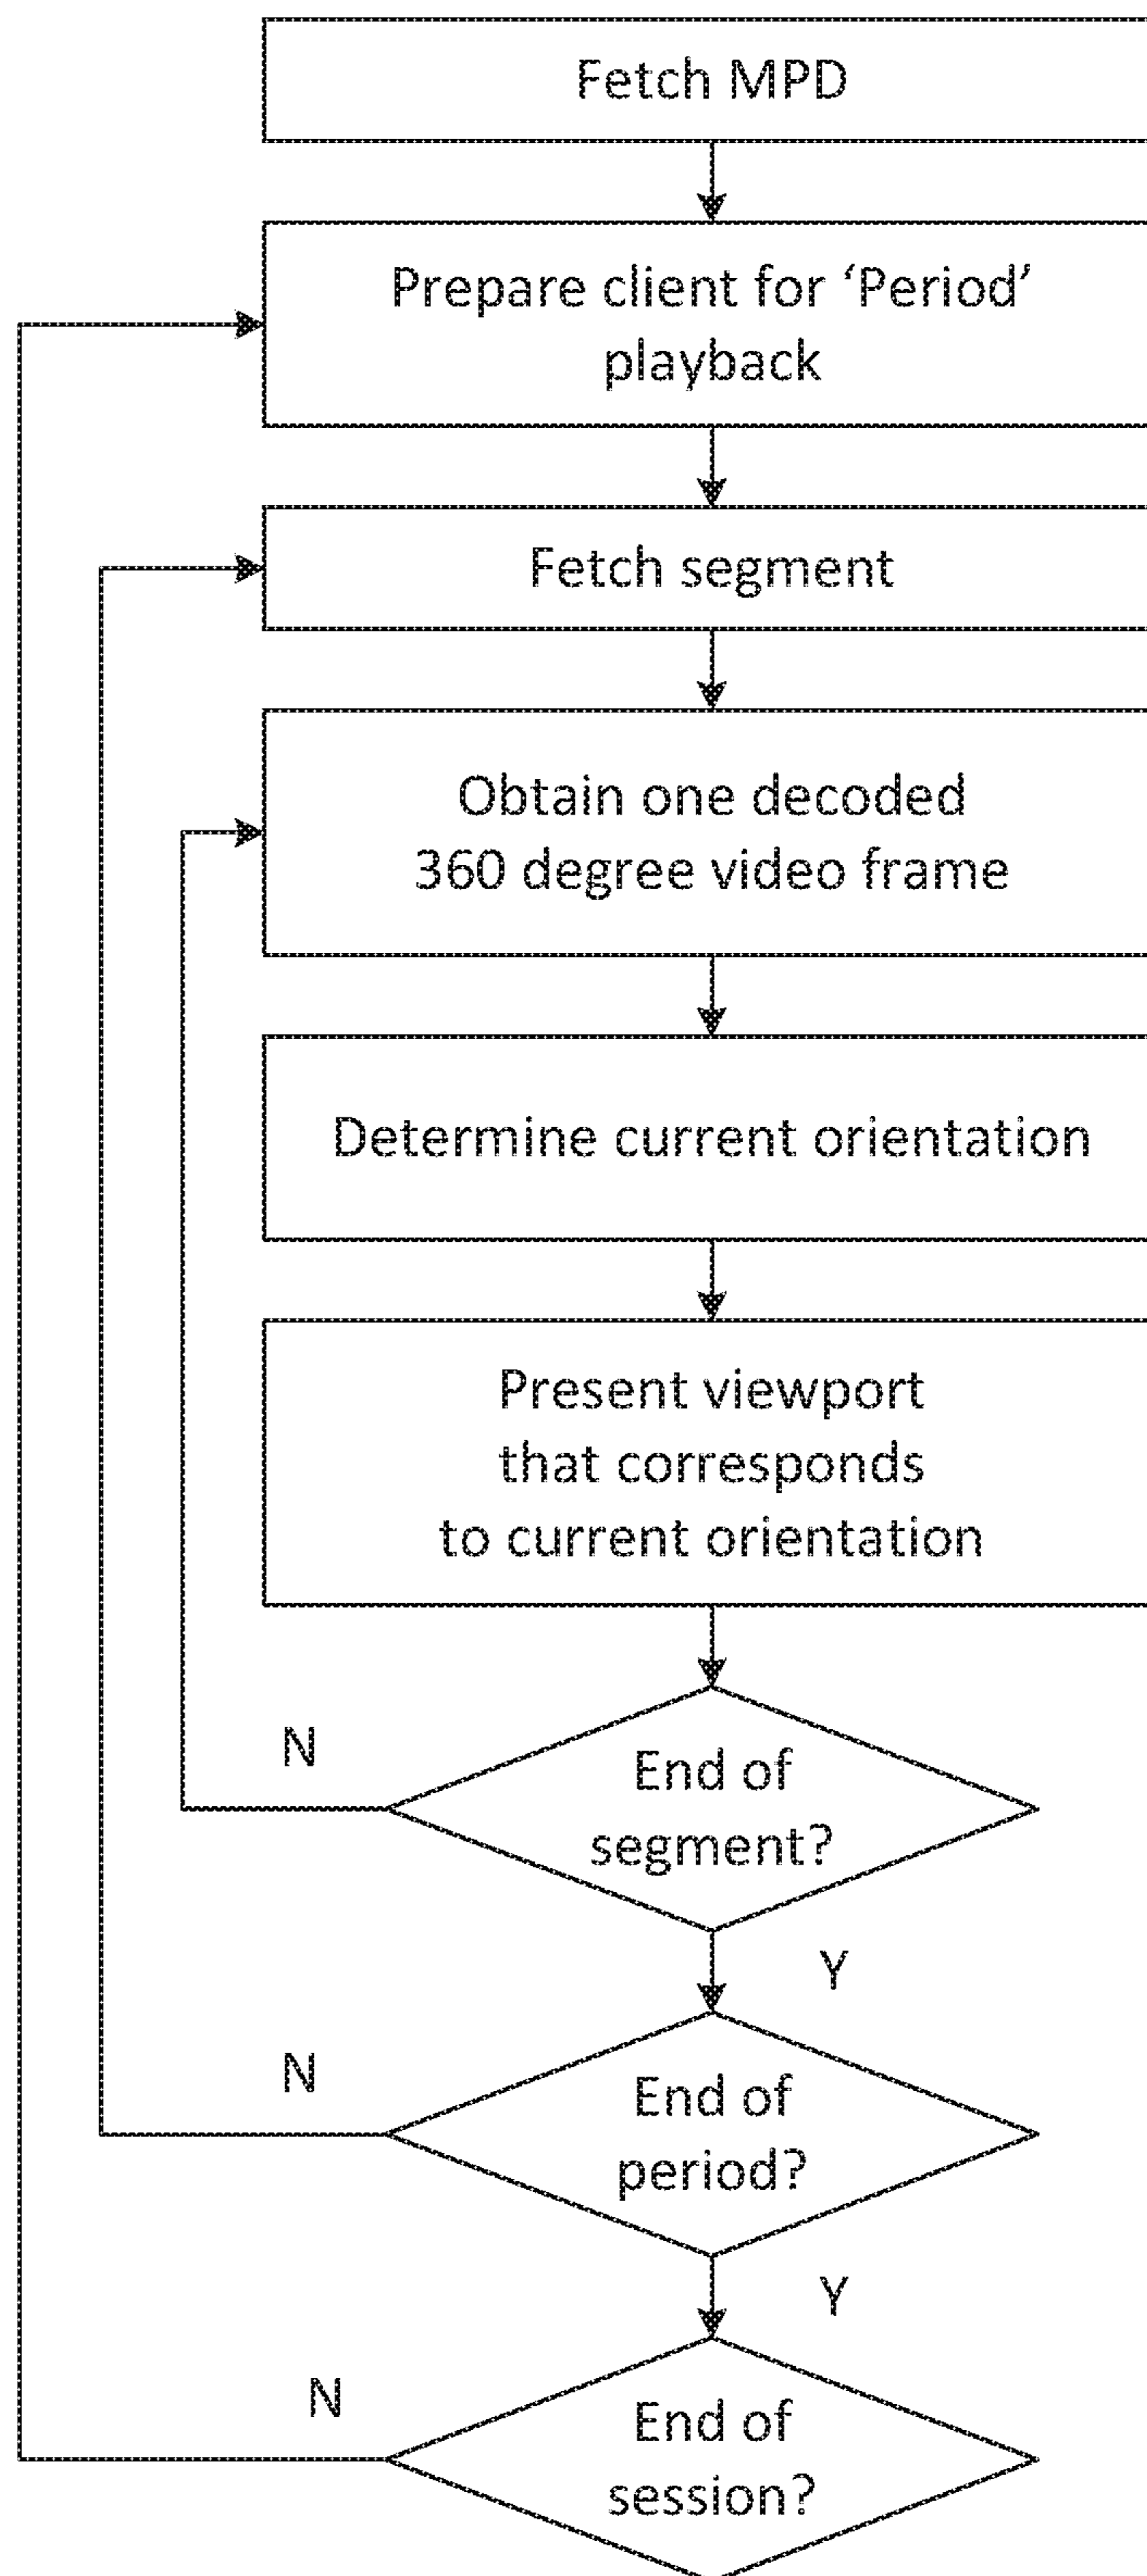 Fetch MPD
Prepare client for ‘Period’
playback
Fetch segment
Obtain one decoded
360 degree video frame
Determine current orientation
Present viewport
that corresponds
to current orientation
N
End of
segment?
Y
N
End of
period?
Y
N
End of
session?